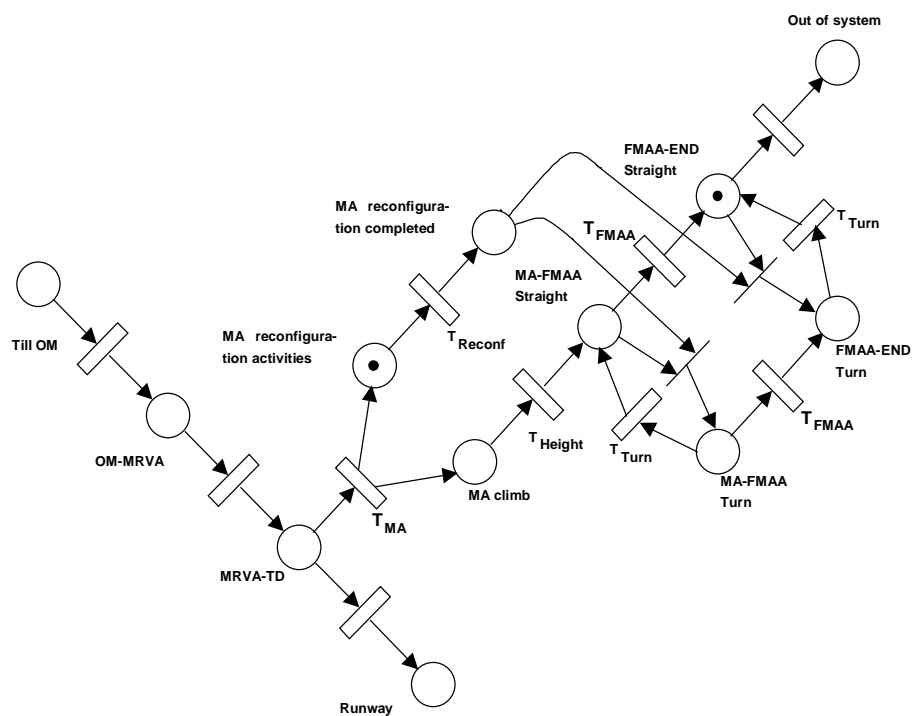 Out of system
FMAA-END
Straight
MA reconfigura-
tion completed
T Turn
T FMAA
MA-FMAA
Straight
Till OM
MA reconfigura-
tion activities
T Reconf
FMAA-END
Turn
T FMAA
OM-MRVA
T Height
T Turn
MA climb
MA-FMAA
Turn
T MA
MRVA-TD
Runway